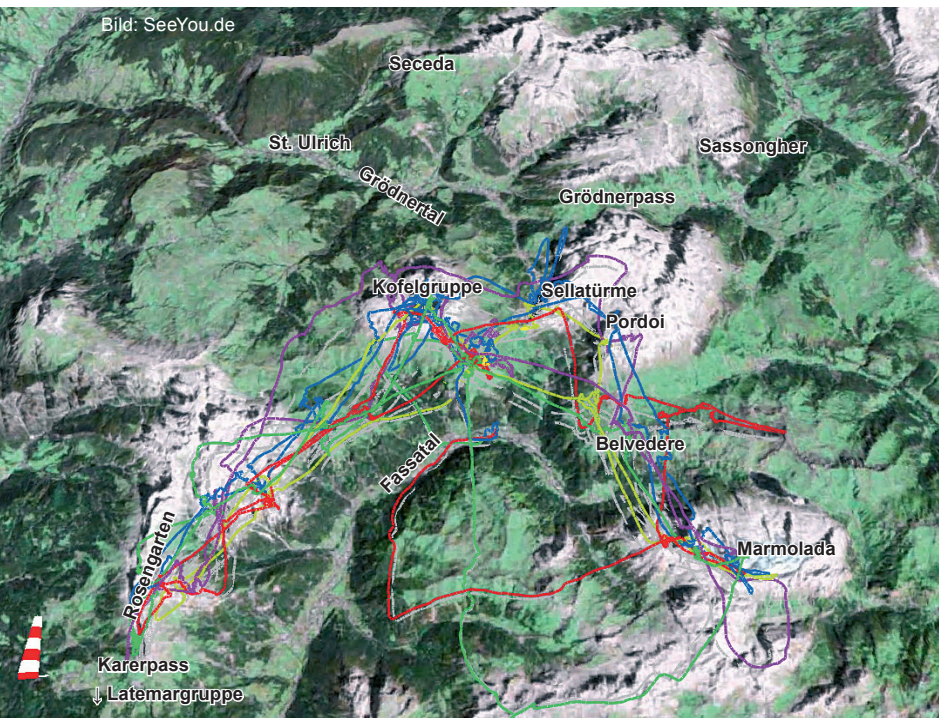 Bild: SeeYou.de
Seceda
St. Ulrich
Sassongher
Grödnertal
Grödnerpass
Kofelgruppe
Sellatürme
Pordoi
Belvedere
Fassatal
Rosengarten
Marmolada
Karerpass
↓ Latemargruppe